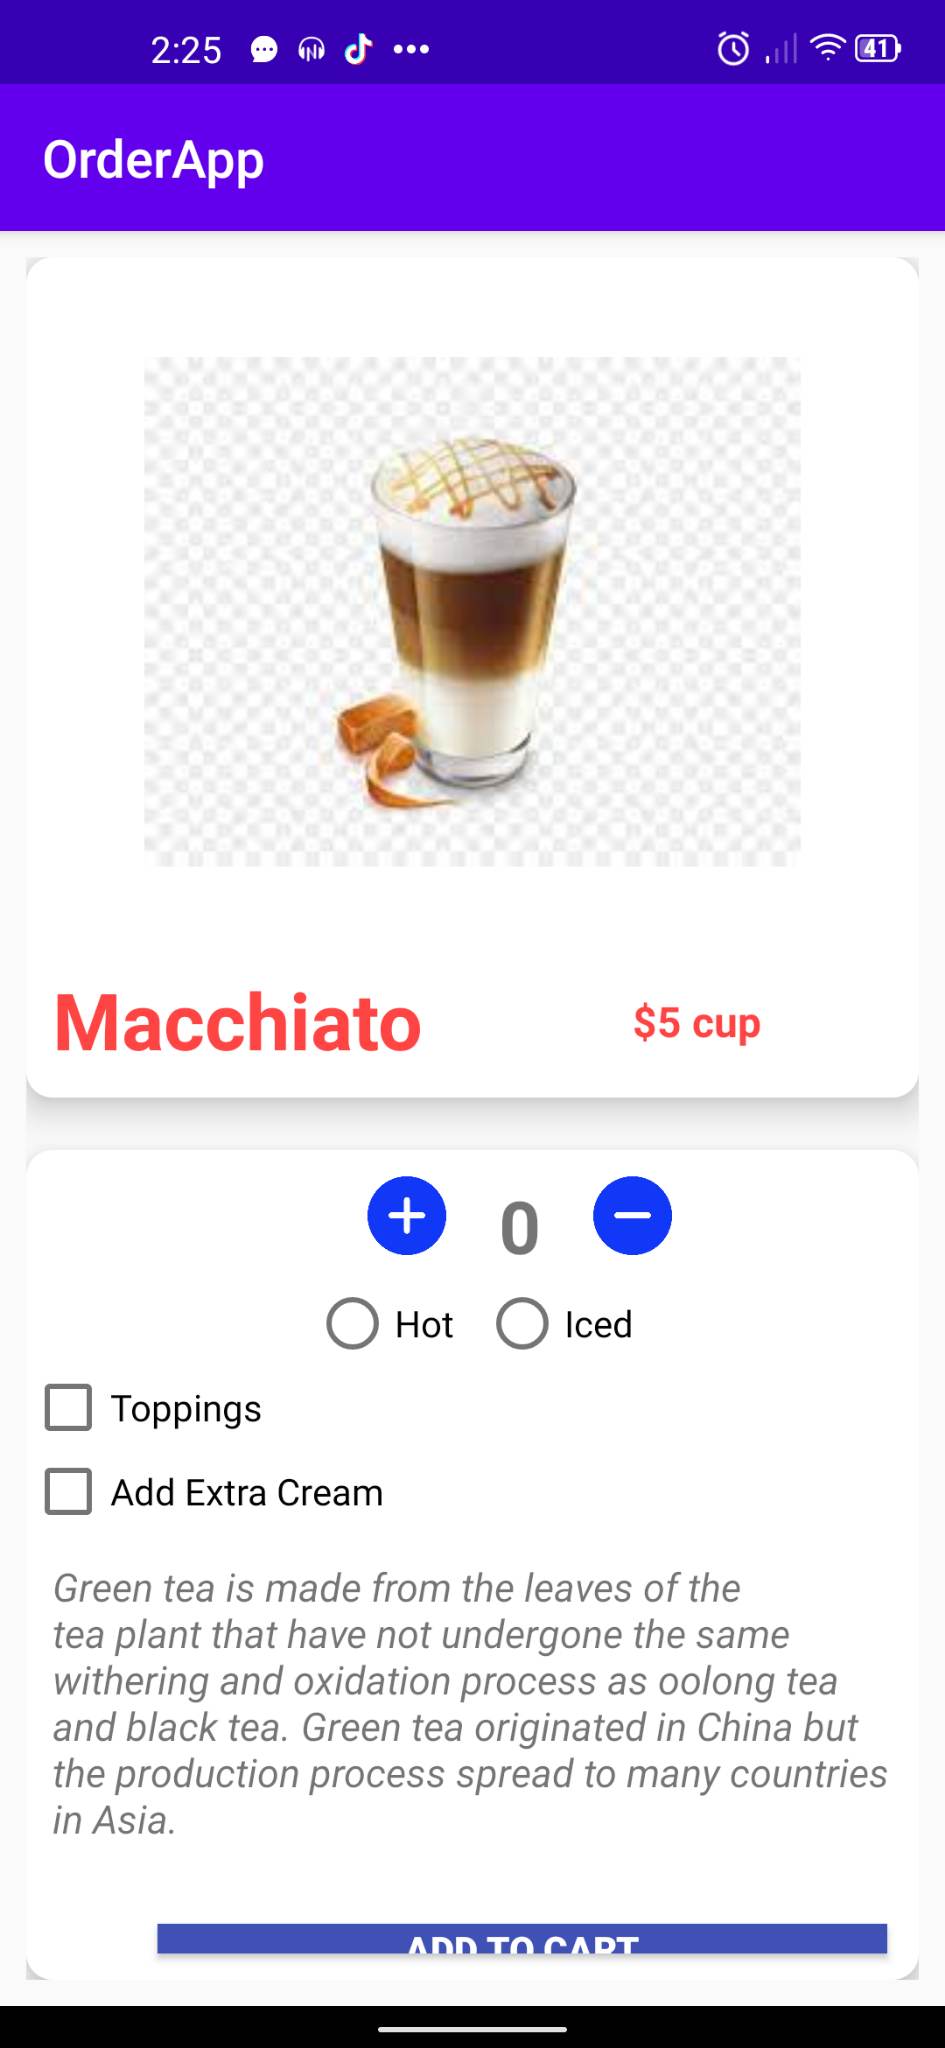 2:25
41
OrderApp
Macchiato
$5 cup
0
Hot
Iced
Toppings
Add Extra Cream
Green tea is made from the leaves of the
tea plant that have not undergone the same
withering and oxidation process as oolong tea
and black tea. Green tea originated in China but
the production process spread to many countries
in Asia.
ADD TO CART